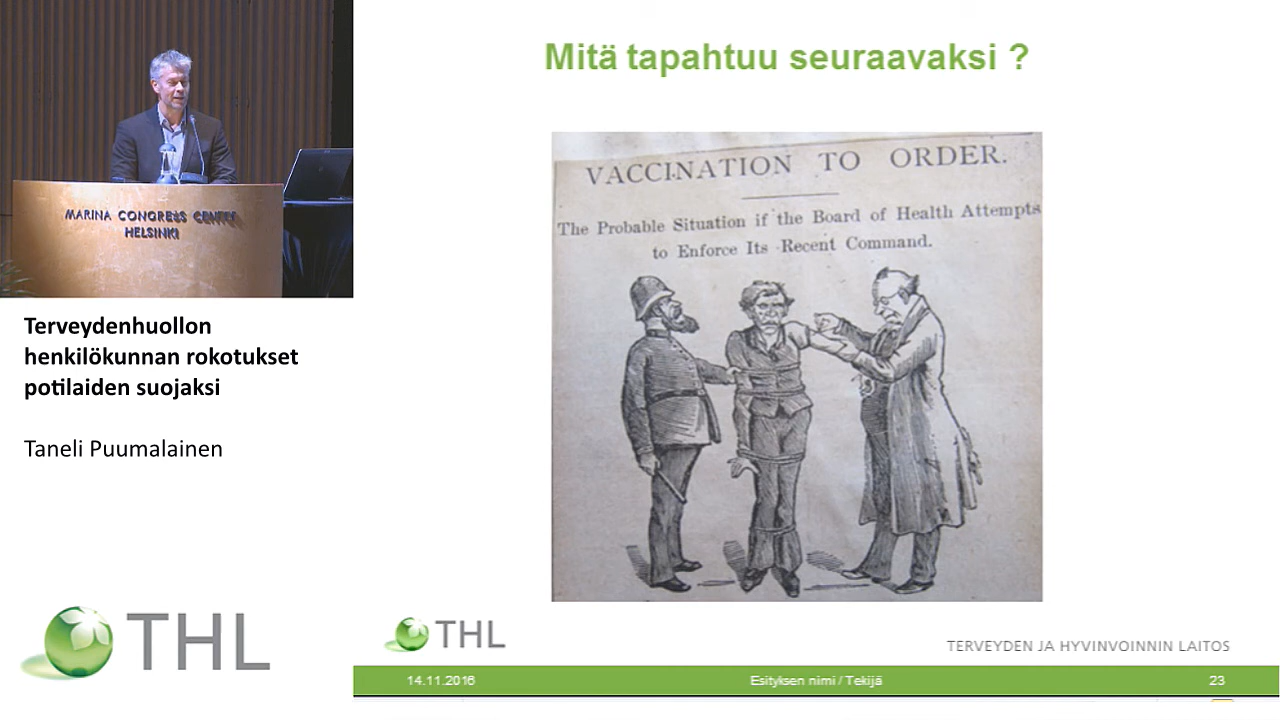 MARINA CONGRESS CENTER
HELSINKI
Terveydenhuollon
henkilökunnan rokotukset
potilaiden suojaksi
Taneli Puumalainen
THL
Mitä tapahtuu seuraavaksi ?
VACCINATION TO ORDER.
The Probable Situation if the Board of Health Attempts
to Enforce Its Recent Command.
THL
TERVEYDEN JA HYVINVOINNIN LAITOS
14.11.2016
Esityksen nimi / Tekijä
23